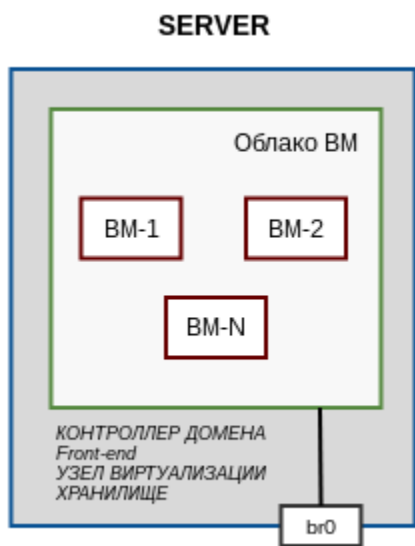 SERVER
Облако ВМ
ВМ-1
ВМ-2
ВМ-N
КОНТРОЛЛЕР ДОМЕНА
Front-end
УЗЕЛ ВИРТУАЛИЗАЦИИ
ХРАНИЛИЩЕ
br0